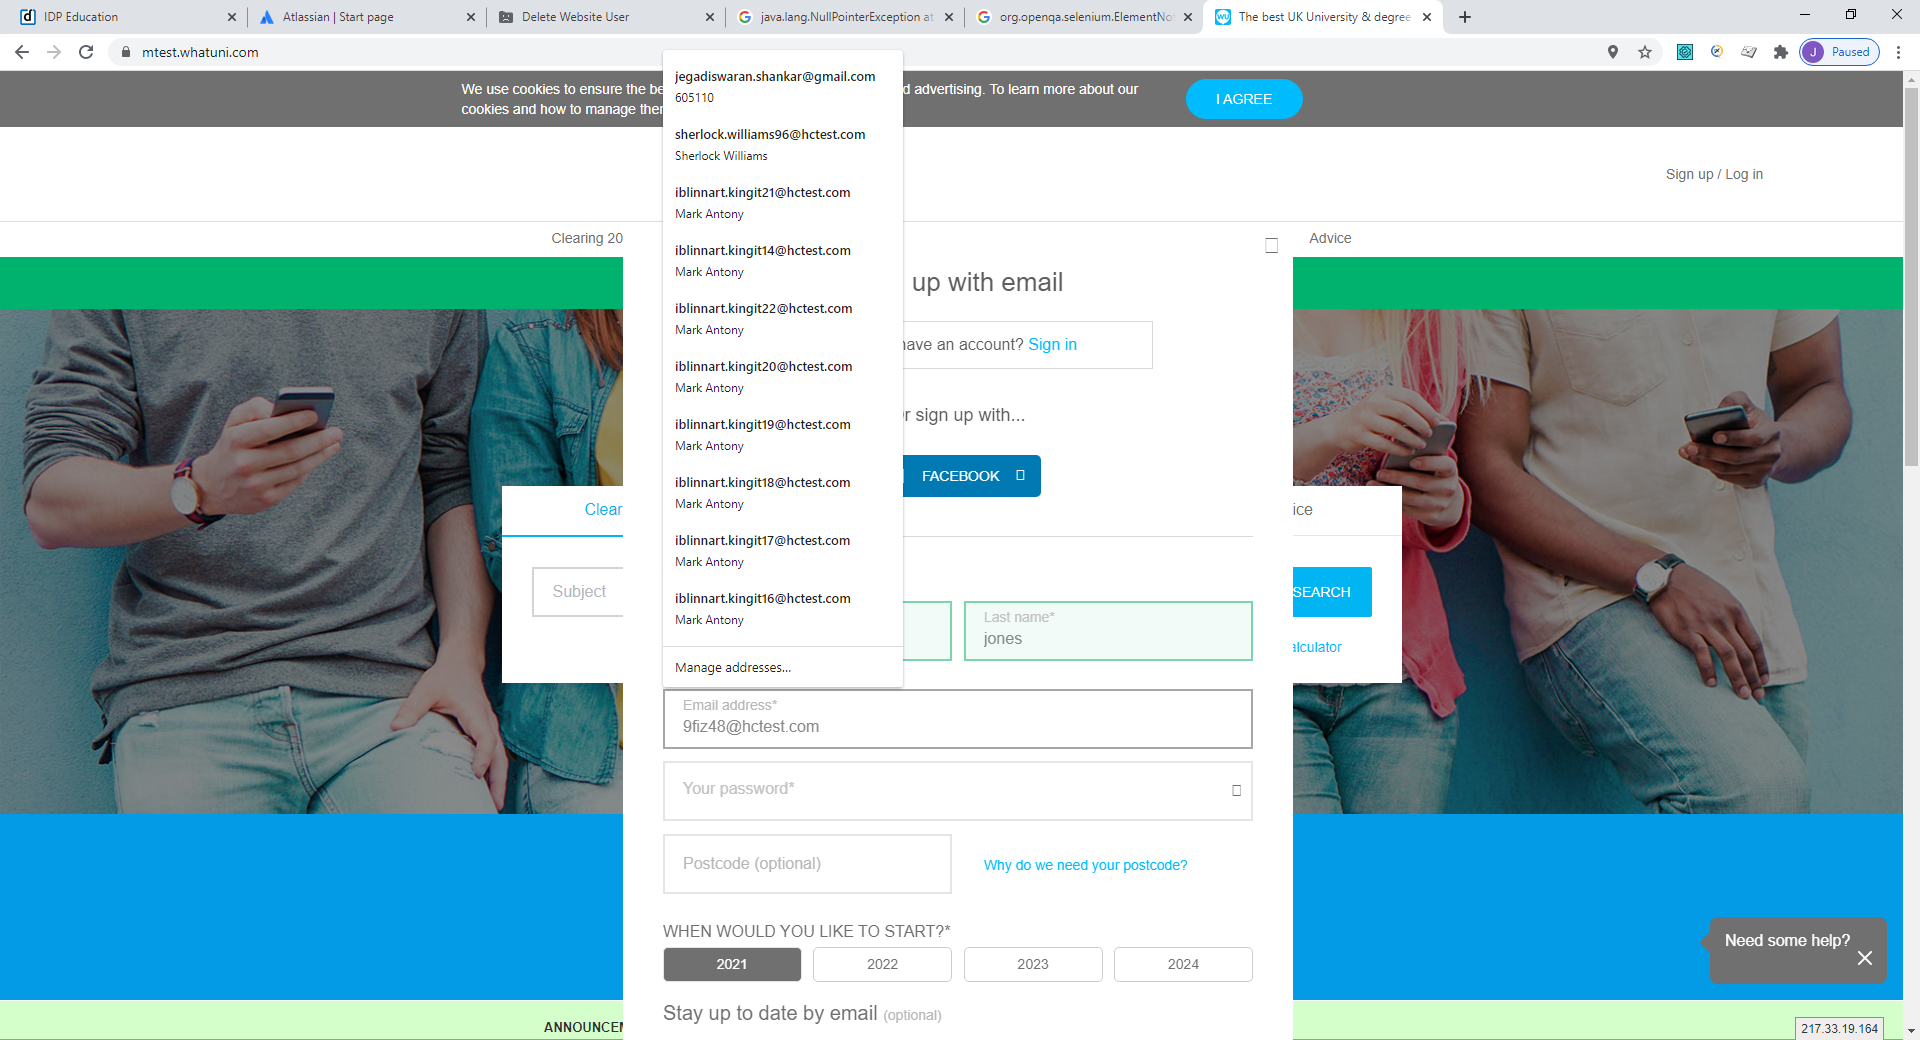 IDP Education
Atlassian | Start page
Delete Website User
java.lang.NullPointerException at
org.openqa.selenium.ElementNo
The best UK University & degree
mtest.whatuni.com
J Paused
We use cookies to ensure the be
d advertising. To learn more about our
cookies and how to manage the
I AGREE
jegadiswaran.shankar@gmail.com
605110
sherlock.williams96@hctest.com
Sherlock Williams
iblinnart.kingit21@hctest.com
Mark Antony
iblinnart.kingit14@hctest.com
Mark Antony
iblinnart.kingit22@hctest.com
Mark Antony
iblinnart.kingit20@hctest.com
Mark Antony
iblinnart.kingit19@hctest.com
Mark Antony
iblinnart.kingit18@hctest.com
Mark Antony
iblinnart.kingit17@hctest.com
Mark Antony
iblinnart.kingit16@hctest.com
Mark Antony
Manage addresses...
Sign up / Log in
Clearing 20
Advice
up with email
have an account? Sign in
Or sign up with...
FACEBOOK
Clear
ice
Subject
SEARCH
alculator
Last name*
jones
Email address*
9fiz48@hctest.com
Your password*
Postcode (optional)
Why do we need your postcode?
WHEN WOULD YOU LIKE TO START?*
2021 2022 2023 2024
Stay up to date by email (optional)
Need some help?
ANNOUNCEM
217.33.19.164